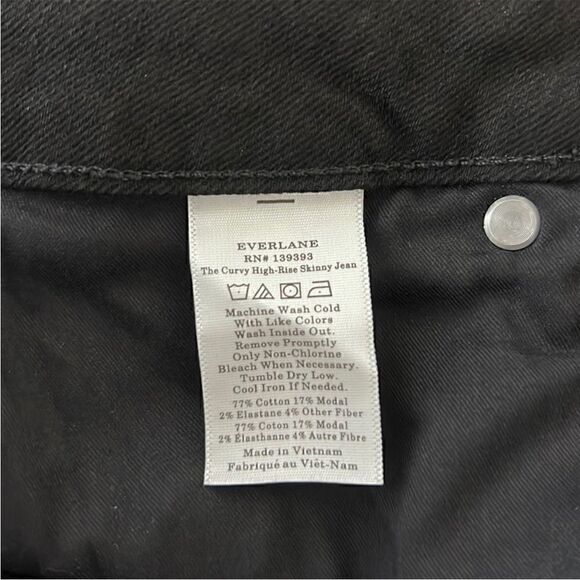 EVERLANE
RN# 139393
The Curvy High-Rise Skinny Jean
Machine Wash Cold
With Like Colors
Wash Inside Out.
Remove Promptly
Only Non-Chlorine
Bleach When Necessary.
Tumble Dry Low.
Cool Iron If Needed.
77% Cotton 17% Modal
2% Elastane 4% Other Fiber
77% Coton 17% Modal
2% Élasthanne 4% Autre Fibre
Made in Vietnam
Fabriqué au Viêt-Nam